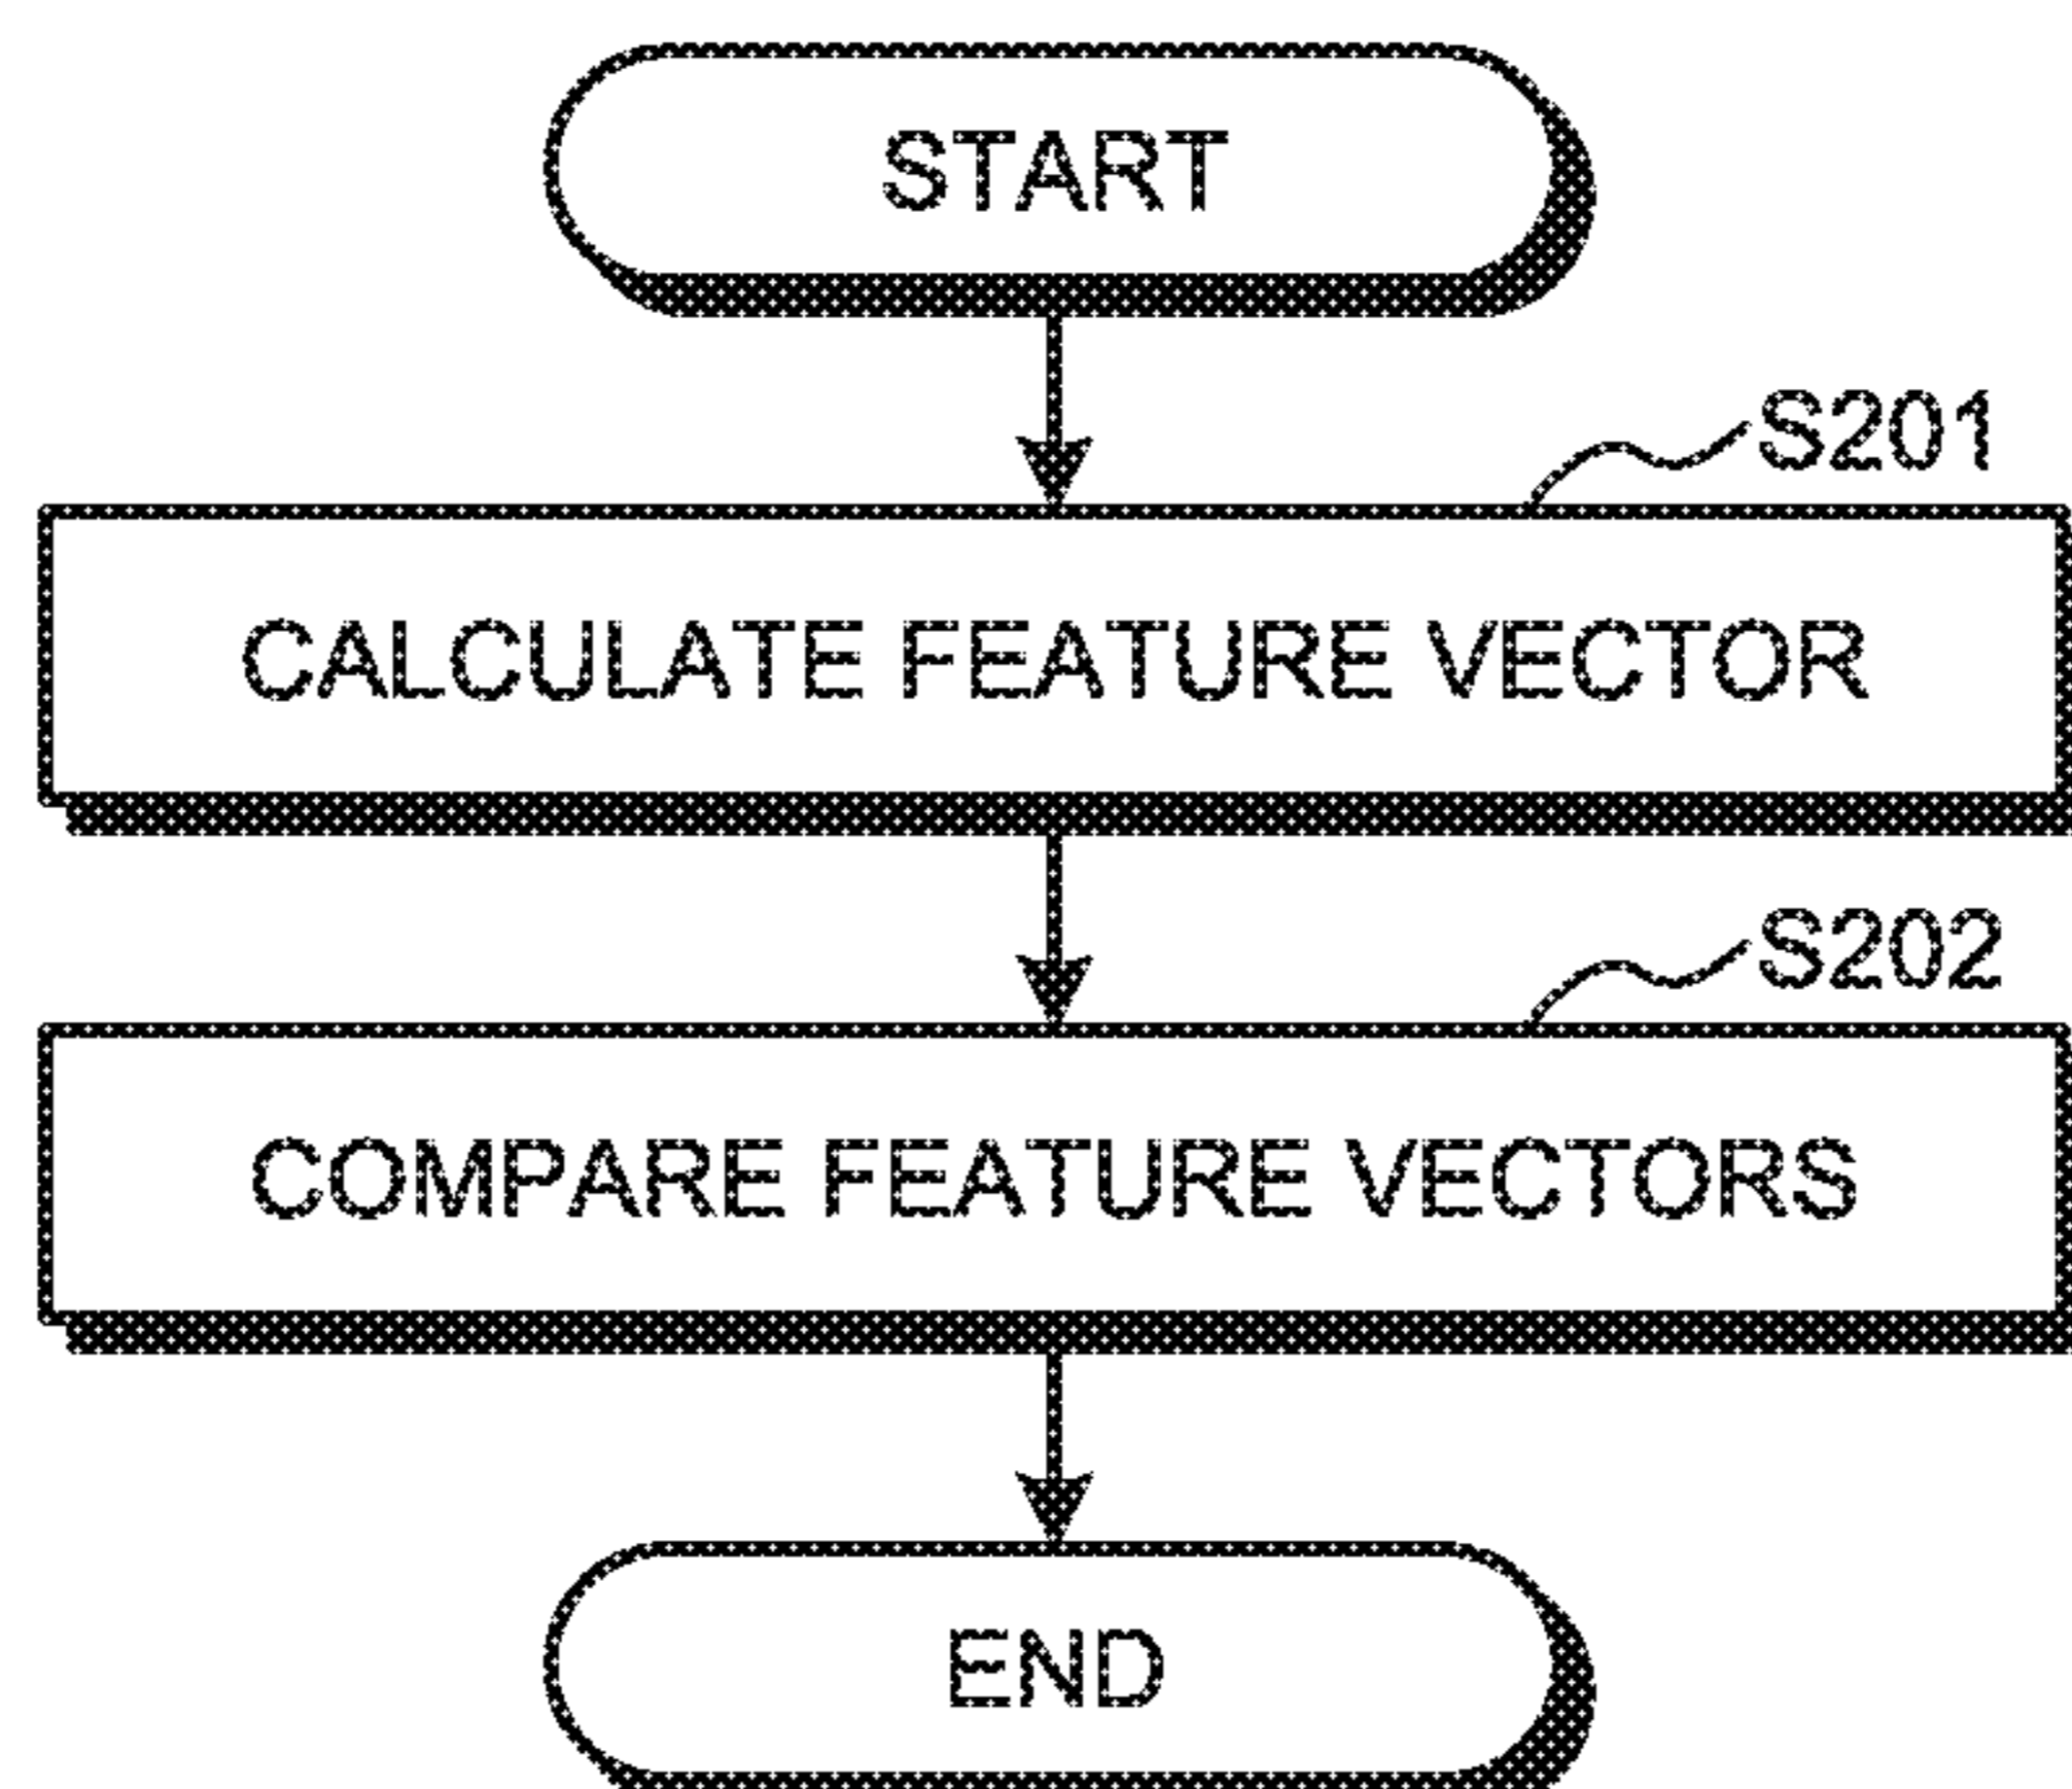 START
S201
CALCULATE FEATURE VECTOR
S202
COMPARE FEATURE VECTORS
END